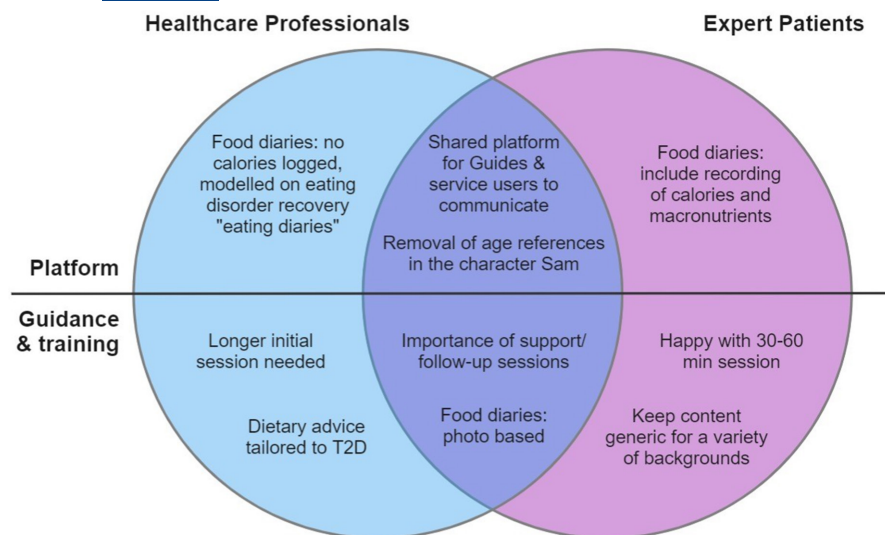 Healthcare Professionals
Expert Patients
Food diaries: no
calories logged,
modelled on eating
disorder recovery
"eating diaries"
Shared platform
for Guides &
service users to
communicate
Removal of age references
in the character Sam
Food diaries:
include recording
of calories and
macronutrients
Platform
Guidance
& training
Longer initial
session needed
Dietary advice
tailored to T2D
Importance of support/
follow-up sessions
Food diaries:
photo based
Happy with 30-60
min session
Keep content
generic for a variety
of backgrounds